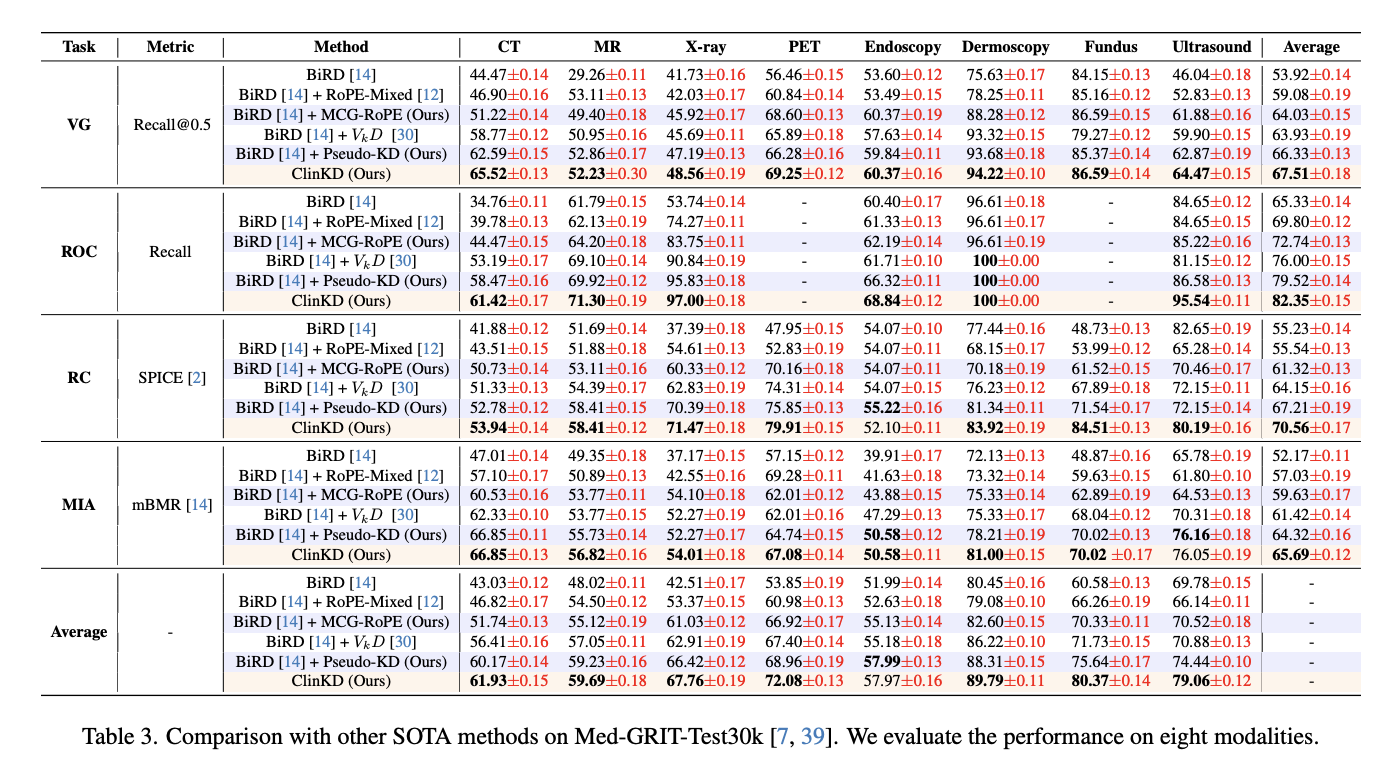 Task Metric Method CT MR X-ray PET Endoscopy Dermoscopy Fundus Ultrasound Average
BiRD [14] 44.47±0.14 29.26±0.11 41.73±0.16 56.46±0.15 53.60±0.12 75.63±0.17 84.15±0.13 46.04±0.18 53.92±0.14
BiRD [14] + RoPE-Mixed [12] 46.90±0.16 53.11±0.13 42.03±0.17 60.84±0.14 53.49±0.15 78.25±0.11 85.16±0.12 52.83±0.13 59.08±0.19
BiRD [14] + MCG-RoPE (Ours) 51.22±0.14 49.40±0.18 45.92±0.17 68.60±0.13 60.37±0.19 88.28±0.12 86.59±0.15 61.88±0.16 64.03±0.15
VG Recall@0.5
BiRD [14] + VkD [30] 58.77±0.12 50.95±0.16 45.69±0.11 65.89±0.18 57.63±0.14 93.32±0.15 79.27±0.12 59.90±0.15 63.93±0.19
BiRD [14] + Pseudo-KD (Ours) 62.59±0.15 52.86±0.17 47.19±0.13 66.28±0.16 59.84±0.11 93.68±0.18 85.37±0.14 62.87±0.19 66.33±0.13
ClinKD (Ours) 65.52±0.13 52.23±0.30 48.56±0.19 69.25±0.12 60.37±0.16 94.22±0.10 86.59±0.14 64.47±0.15 67.51±0.18
BiRD [14] 34.76±0.11 61.79±0.15 53.74±0.14 - 60.40±0.17 96.61±0.18 - 84.65±0.12 65.33±0.14
BiRD [14] + RoPE-Mixed [12] 39.78±0.13 62.13±0.19 74.27±0.11 - 61.33±0.13 96.61±0.17 - 84.65±0.15 69.80±0.12
BiRD [14] + MCG-RoPE (Ours) 44.47±0.15 64.20±0.18 83.75±0.11 - 62.19±0.14 96.61±0.19 - 85.22±0.16 72.74±0.13
ROC Recall
BiRD [14] + VkD [30] 53.19±0.17 69.10±0.14 90.84±0.19 - 61.71±0.10 100±0.00 - 81.15±0.12 76.00±0.15
BiRD [14] + Pseudo-KD (Ours) 58.47±0.16 69.92±0.12 95.83±0.18 - 66.32±0.11 100±0.00 - 86.58±0.13 79.52±0.14
ClinKD (Ours) 61.42±0.17 71.30±0.19 97.00±0.18 - 68.84±0.12 100±0.00 - 95.54±0.11 82.35±0.15
BiRD [14] 41.88±0.12 51.69±0.14 37.39±0.18 47.95±0.15 54.07±0.10 77.44±0.16 48.73±0.13 82.65±0.19 55.23±0.14
BiRD [14] + RoPE-Mixed [12] 43.51±0.15 51.88±0.18 54.61±0.13 52.83±0.19 54.07±0.11 68.15±0.17 53.99±0.12 65.28±0.14 55.54±0.13
BiRD [14] + MCG-RoPE (Ours) 50.73±0.14 53.11±0.16 60.33±0.12 70.16±0.18 54.07±0.11 70.18±0.19 61.52±0.15 70.46±0.17 61.32±0.13
RC SPICE [2]
BiRD [14] + VkD [30] 51.33±0.13 54.39±0.17 62.83±0.19 74.31±0.14 54.07±0.15 76.23±0.12 67.89±0.18 72.15±0.11 64.15±0.16
BiRD [14] + Pseudo-KD (Ours) 52.78±0.12 58.41±0.15 70.39±0.18 75.85±0.13 55.22±0.16 81.34±0.11 71.54±0.17 72.15±0.14 67.21±0.19
ClinKD (Ours) 53.94±0.14 58.41±0.12 71.47±0.18 79.91±0.15 52.10±0.11 83.92±0.19 84.51±0.13 80.19±0.16 70.56±0.17
BiRD [14] 47.01±0.14 49.35±0.18 37.17±0.15 57.15±0.12 39.91±0.17 72.13±0.13 48.87±0.16 65.78±0.19 52.17±0.11
BiRD [14] + RoPE-Mixed [12] 57.10±0.17 50.89±0.13 42.55±0.16 69.28±0.11 41.63±0.18 73.32±0.14 59.63±0.15 61.80±0.10 57.03±0.19
BiRD [14] + MCG-RoPE (Ours) 60.53±0.16 53.77±0.11 54.10±0.18 62.01±0.12 43.88±0.15 75.33±0.14 62.89±0.19 64.53±0.13 59.63±0.17
MIA mBMR [14]
BiRD [14] + VkD [30] 62.33±0.10 53.77±0.15 52.27±0.19 62.01±0.16 47.29±0.13 75.33±0.17 68.04±0.12 70.31±0.18 61.42±0.14
BiRD [14] + Pseudo-KD (Ours) 66.85±0.11 55.73±0.14 52.27±0.17 64.74±0.15 50.58±0.12 78.21±0.19 70.02±0.13 76.16±0.18 64.32±0.16
ClinKD (Ours) 66.85±0.13 56.82±0.16 54.01±0.18 67.08±0.14 50.58±0.11 81.00±0.15 70.02 ±0.17 76.05±0.19 65.69±0.12
BiRD [14] 43.03±0.12 48.02±0.11 42.51±0.17 53.85±0.19 51.99±0.14 80.45±0.16 60.58±0.13 69.78±0.15 -
BiRD [14] + RoPE-Mixed [12] 46.82±0.17 54.50±0.12 53.37±0.15 60.98±0.13 52.63±0.18 79.08±0.10 66.26±0.19 66.14±0.11 -
BiRD [14] + MCG-RoPE (Ours) 51.74±0.13 55.12±0.19 61.03±0.12 66.92±0.17 55.13±0.14 82.60±0.15 70.33±0.11 70.52±0.18 -
Average -
BiRD [14] + VkD [30] 56.41±0.16 57.05±0.11 62.91±0.19 67.40±0.14 55.18±0.18 86.22±0.10 71.73±0.15 70.88±0.13 -
BiRD [14] + Pseudo-KD (Ours) 60.17±0.14 59.23±0.16 66.42±0.12 68.96±0.19 57.99±0.13 88.31±0.15 75.64±0.17 74.44±0.10 -
ClinKD (Ours) 61.93±0.15 59.69±0.18 67.76±0.19 72.08±0.13 57.97±0.16 89.79±0.11 80.37±0.14 79.06±0.12 -
Table 3. Comparison with other SOTA methods on Med-GRIT-Test30k [7, 39]. We evaluate the performance on eight modalities.